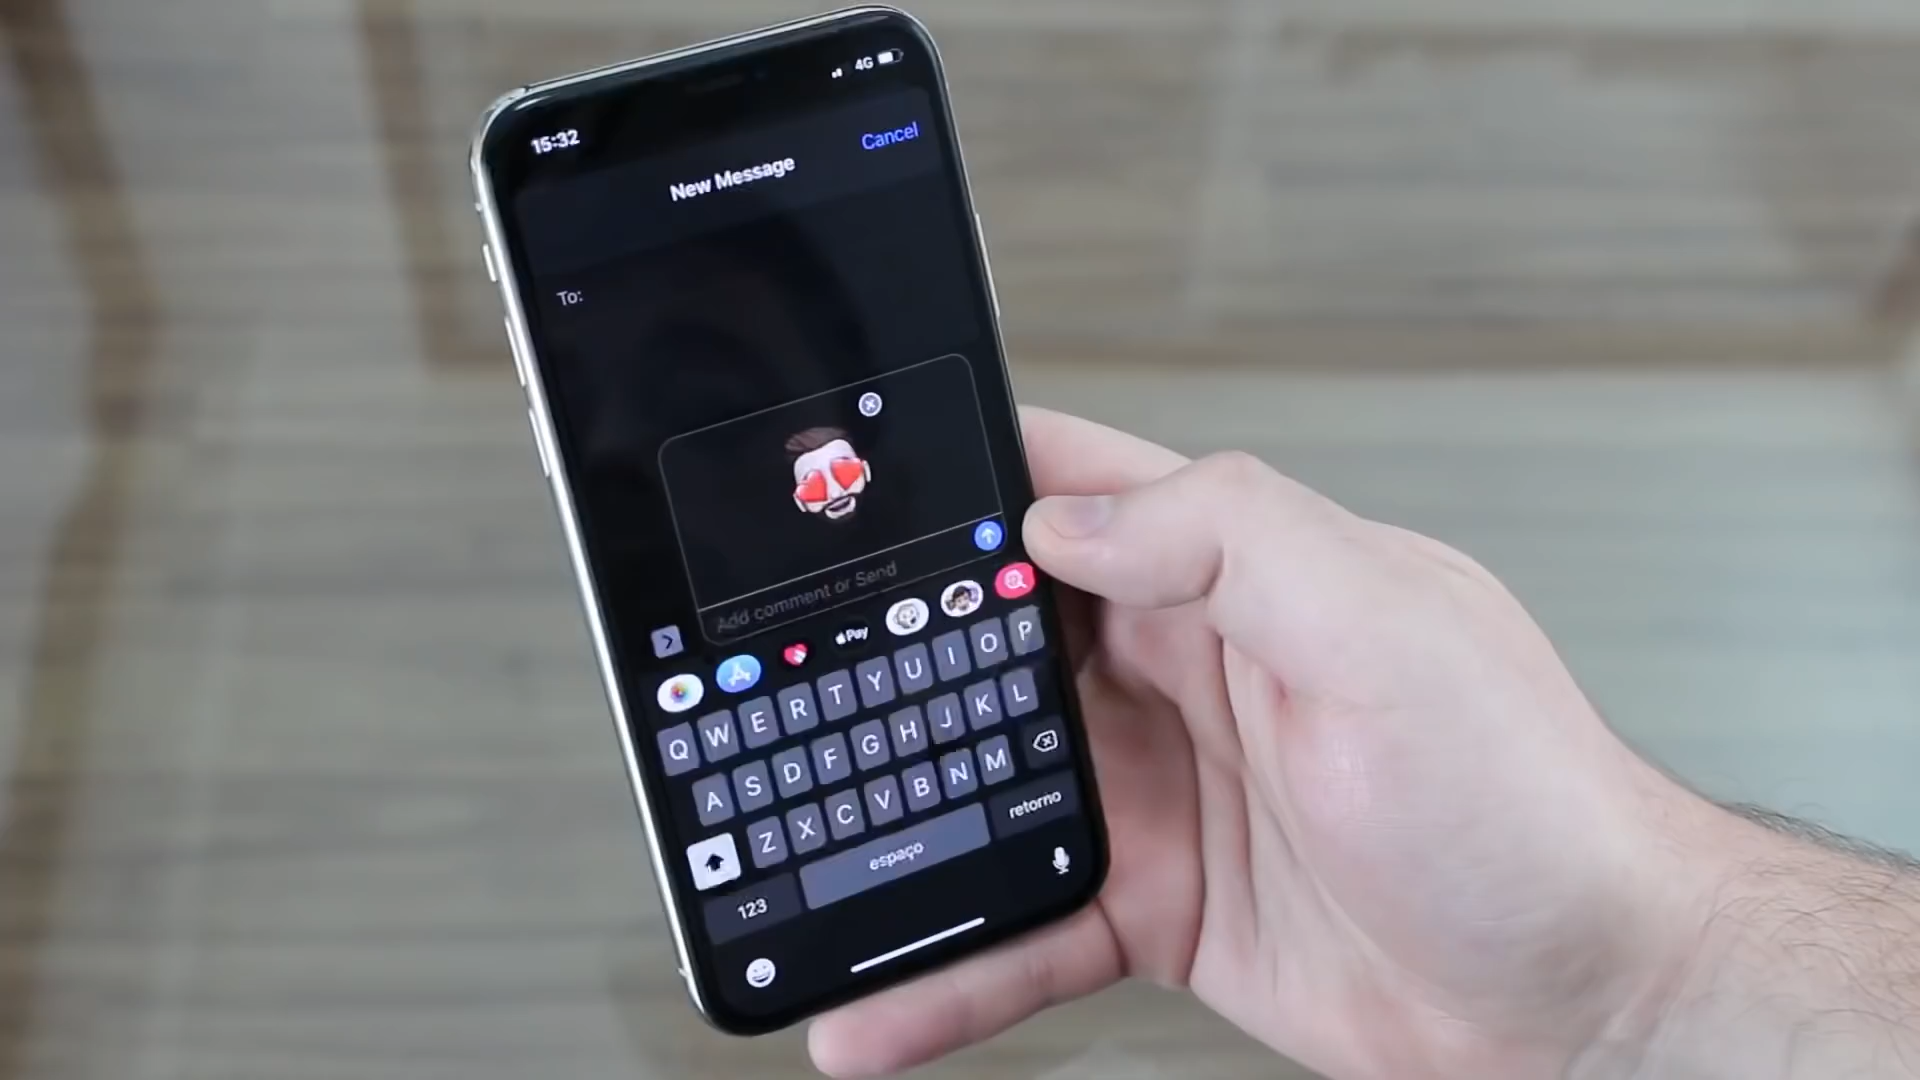 4G
15:32
Cancel
New Message
To:
Add comment or Send
Pay
Q W E R T Y U I O P
A S D F G H J K L
Z X C V B N M
123 espaço retorno